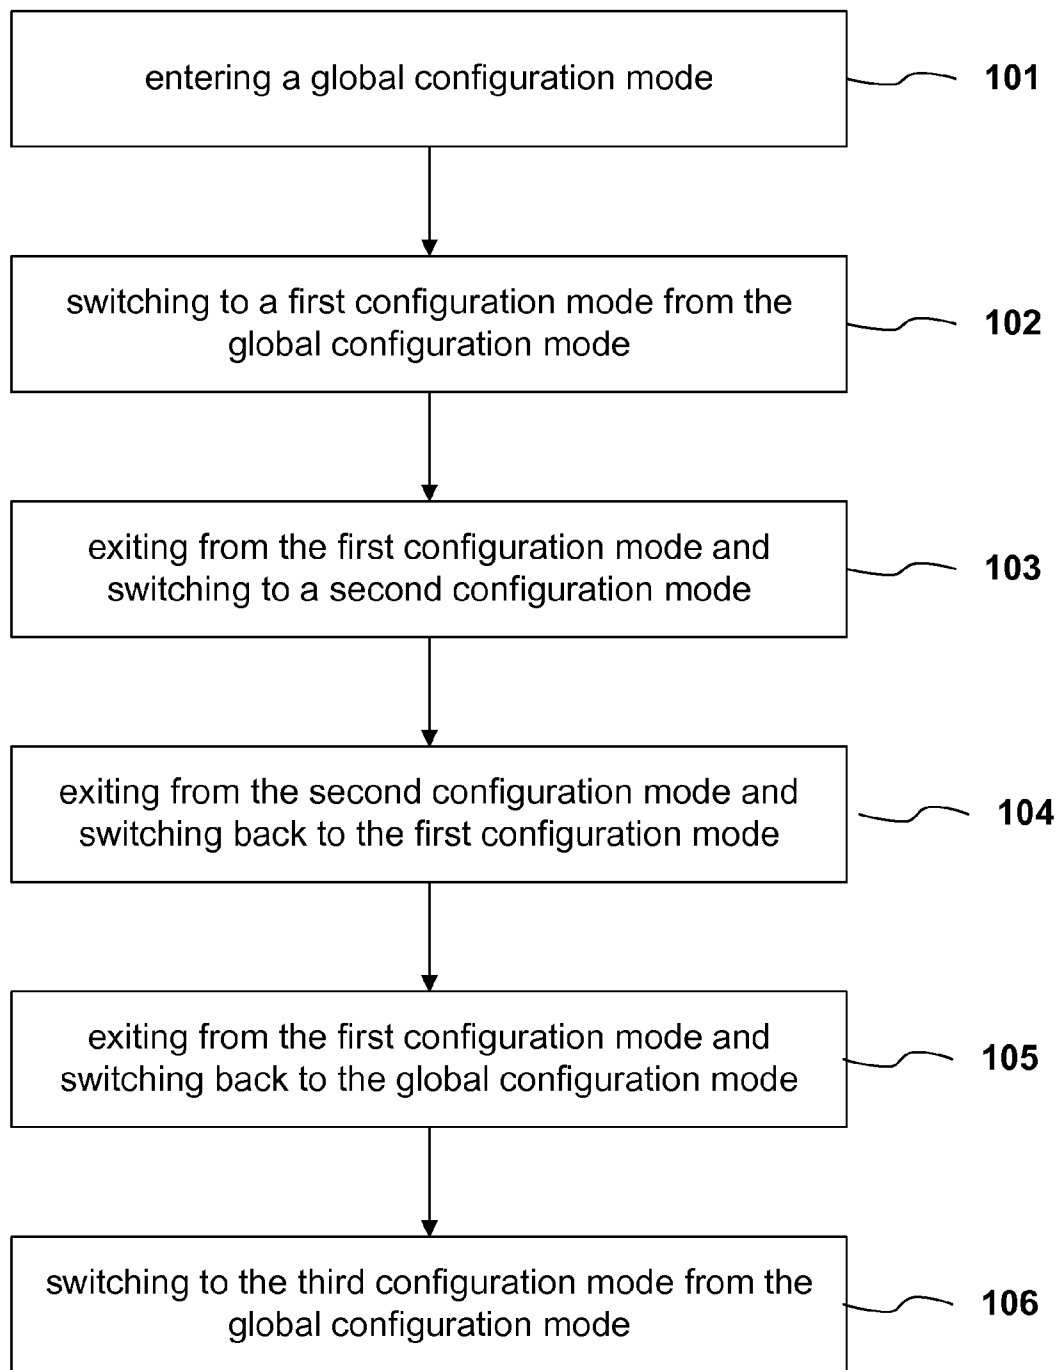 entering a global configuration mode
101
switching to a first configuration mode from the
global configuration mode
102
exiting from the first configuration mode and
switching to a second configuration mode
103
exiting from the second configuration mode and
switching back to the first configuration mode
104
exiting from the first configuration mode and
switching back to the global configuration mode
105
switching to the third configuration mode from the
global configuration mode
106